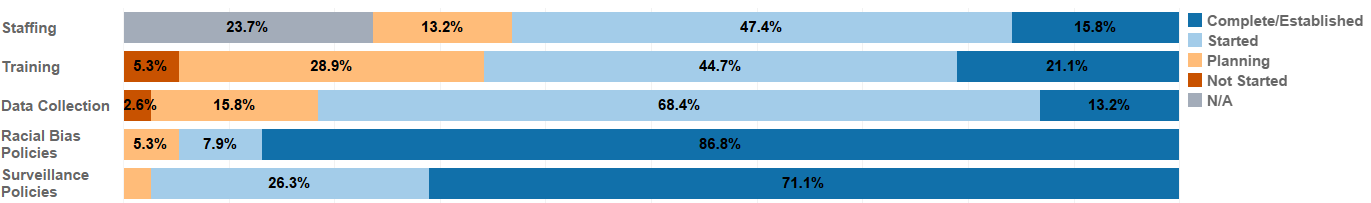 Staffing 23.7% 13.2% 47.4% 15.8%
Training 5.3% 28.9% 44.7% 21.1%
Data Collection 2.6% 15.8% 68.4% 13.2%
Racial Bias
Policies 5.3% 7.9% 86.8%
Surveillance
Policies 26.3% 71.1%
Complete/Established
Started
Planning
Not Started
N/A